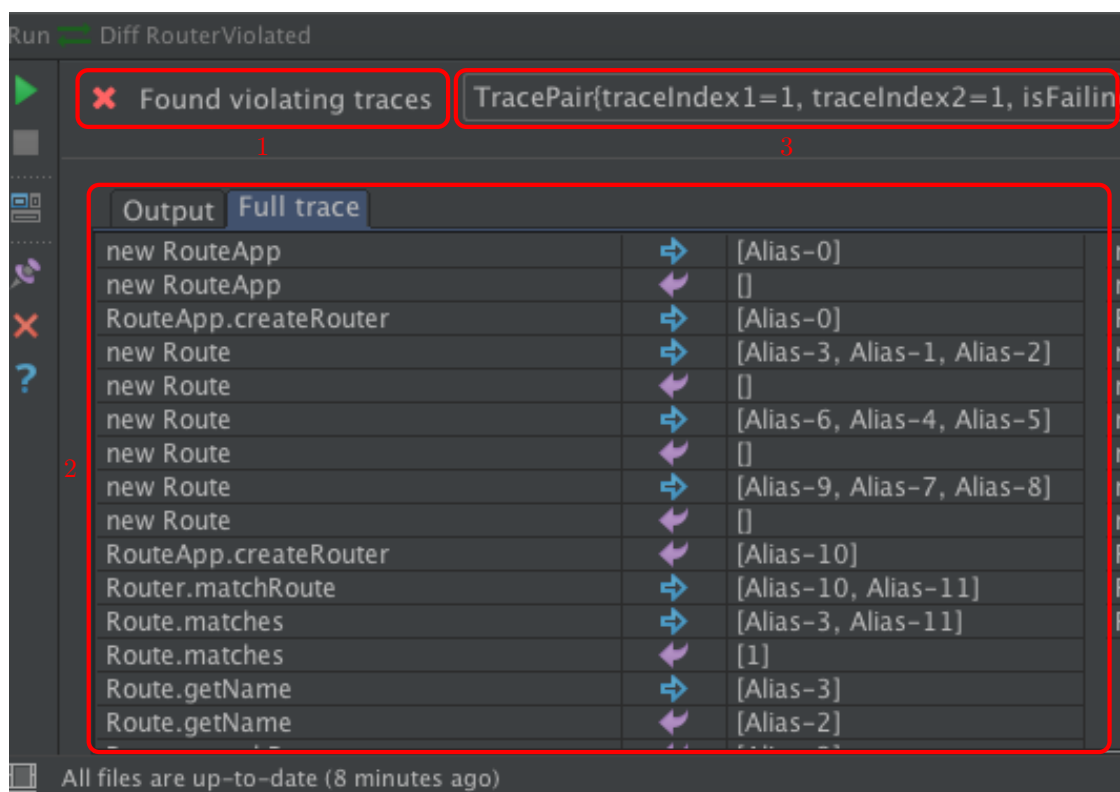 Run Diff RouterViolated
Found violating traces
TracePair{traceIndex1=1, traceIndex2=1, isFailin
1
3
Output Full trace
new RouteApp [Alias-0]
new RouteApp []
RouteApp.createRouter [Alias-0]
new Route [Alias-3, Alias-1, Alias-2]
new Route []
new Route [Alias-6, Alias-4, Alias-5]
new Route []
2
new Route [Alias-9, Alias-7, Alias-8]
new Route []
RouteApp.createRouter [Alias-10]
Router.matchRoute [Alias-10, Alias-11]
Route.matches [Alias-3, Alias-11]
Route.matches [1]
Route.getName [Alias-3]
Route.getName [Alias-2]
All files are up-to-date (8 minutes ago)